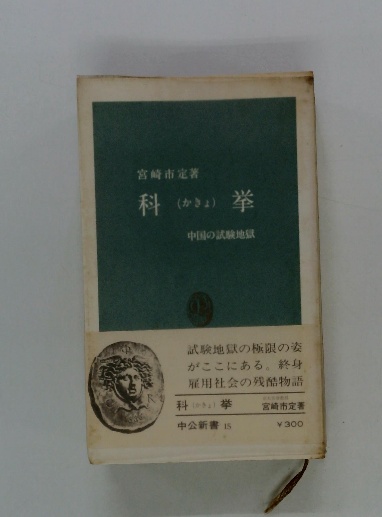 宮崎市定著
科（かきょ）挙
中国の試験地獄
試験地獄の極限の姿
がここにある。終身
雇用社会の残酷物語
科（かきょ）挙
宮崎市定著
中公新書 15
￥300